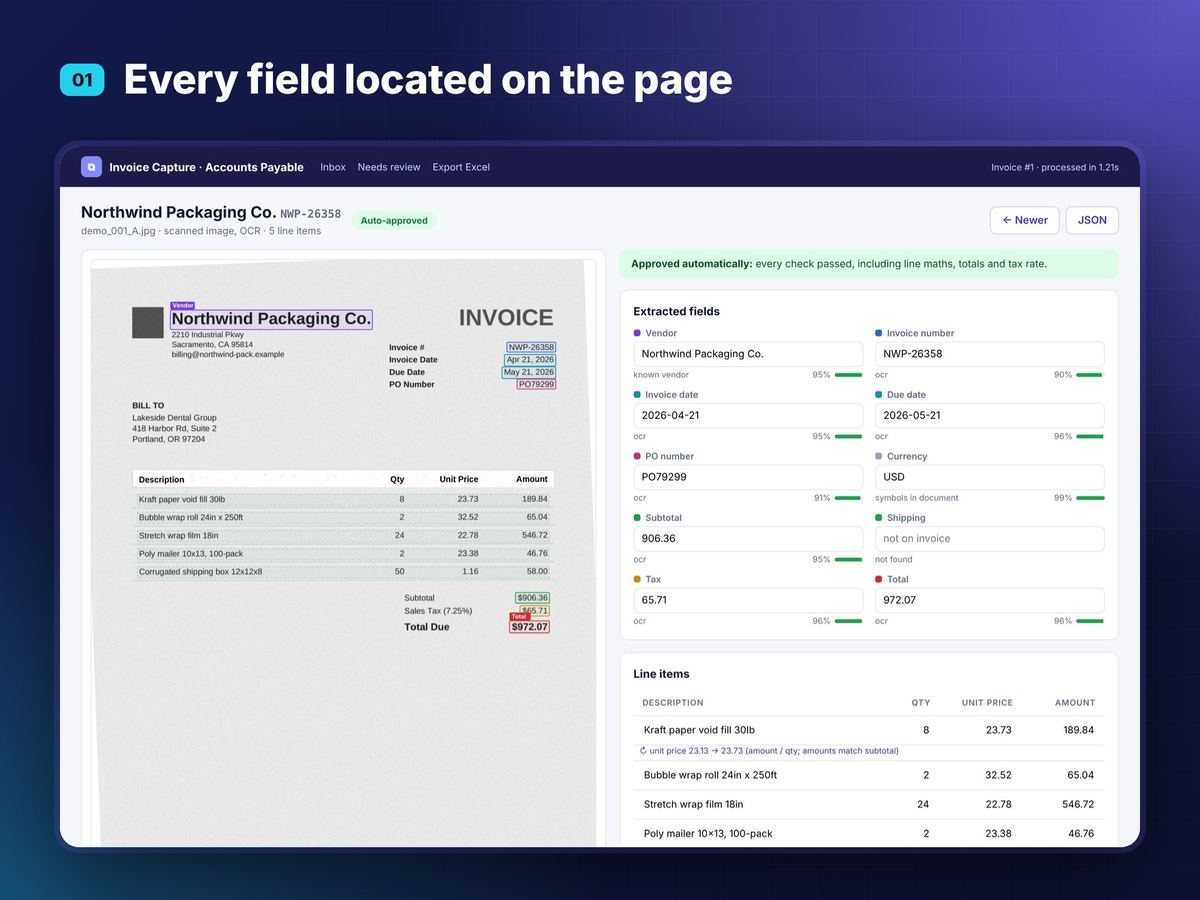 01 Every field located on the page
Invoice Capture · Accounts Payable Inbox Needs review Export Excel Invoice #1 · processed in 1.21s
Northwind Packaging Co. NWP-26358 Auto-approved
demo_001_A.jpg · scanned image, OCR · 5 line items
← Newer JSON
Vendor
Northwind Packaging Co.
2210 Industrial Pkwy
Sacramento, CA 95814
billing@northwind-pack.example
INVOICE
Invoice # NWP-26358
Invoice Date Apr 21, 2026
Due Date May 21, 2026
PO Number PO79299
BILL TO
Lakeside Dental Group
418 Harbor Rd, Suite 2
Portland, OR 97204
Description Qty Unit Price Amount
Kraft paper void fill 30lb 8 23.73 189.84
Bubble wrap roll 24in x 250ft 2 32.52 65.04
Stretch wrap film 18in 24 22.78 546.72
Poly mailer 10x13, 100-pack 2 23.38 46.76
Corrugated shipping box 12x12x8 50 1.16 58.00
Subtotal $906.36
Sales Tax (7.25%) $65.71
Total
Total Due $972.07
Approved automatically: every check passed, including line maths, totals and tax rate.
Extracted fields
Vendor Invoice number
Northwind Packaging Co. NWP-26358
known vendor 95% ocr 90%
Invoice date Due date
2026-04-21 2026-05-21
ocr 95% ocr 96%
PO number Currency
PO79299 USD
ocr 91% symbols in document 99%
Subtotal Shipping
906.36 not on invoice
ocr 95% not found
Tax Total
65.71 972.07
ocr 96% ocr 96%
Line items
DESCRIPTION QTY UNIT PRICE AMOUNT
Kraft paper void fill 30lb 8 23.73 189.84
↻ unit price 23.13 → 23.73 (amount / qty; amounts match subtotal)
Bubble wrap roll 24in x 250ft 2 32.52 65.04
Stretch wrap film 18in 24 22.78 546.72
Poly mailer 10×13, 100-pack 2 23.38 46.76